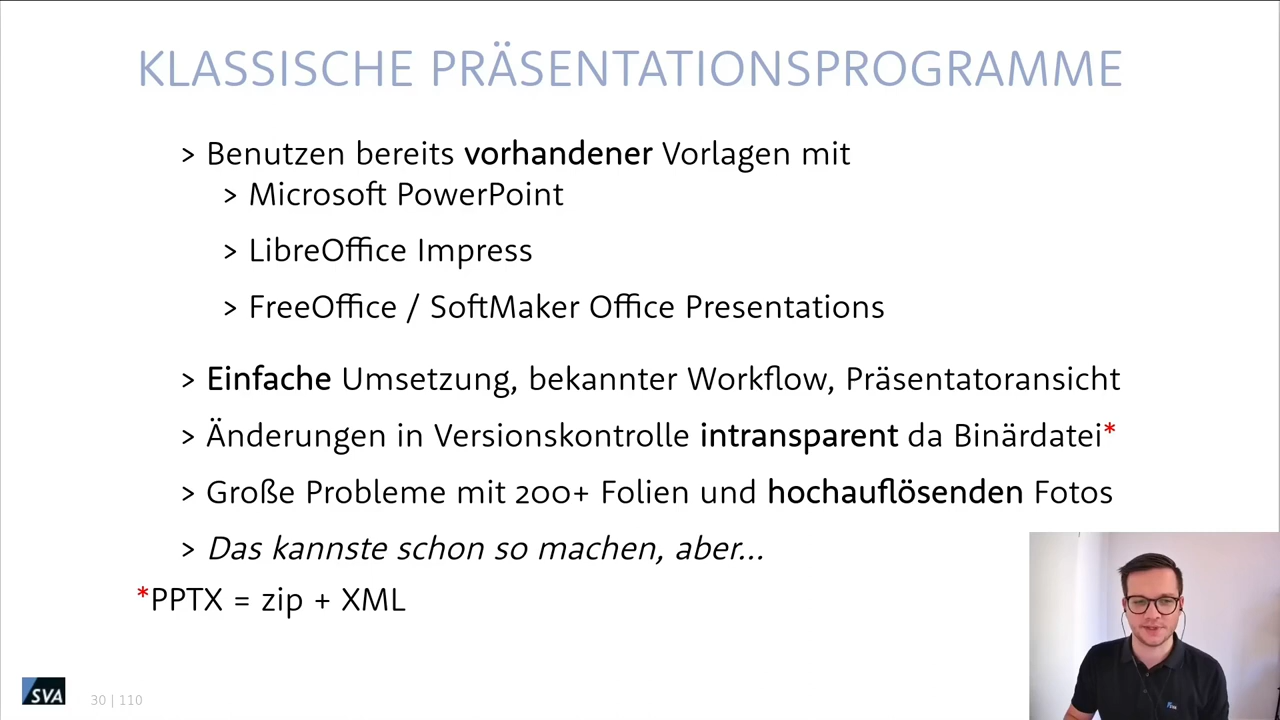 KLASSISCHE PRÄSENTATIONSPROGRAMME
> Benutzen bereits vorhandener Vorlagen mit
> Microsoft PowerPoint
> LibreOffice Impress
> FreeOffice / SoftMaker Office Presentations
> Einfache Umsetzung, bekannter Workflow, Präsentatoransicht
> Änderungen in Versionskontrolle intransparent da Binärdatei*
> Große Probleme mit 200+ Folien und hochauflösenden Fotos
> Das kannste schon so machen, aber...
*PPTX = zip + XML
SVA
30 | 110